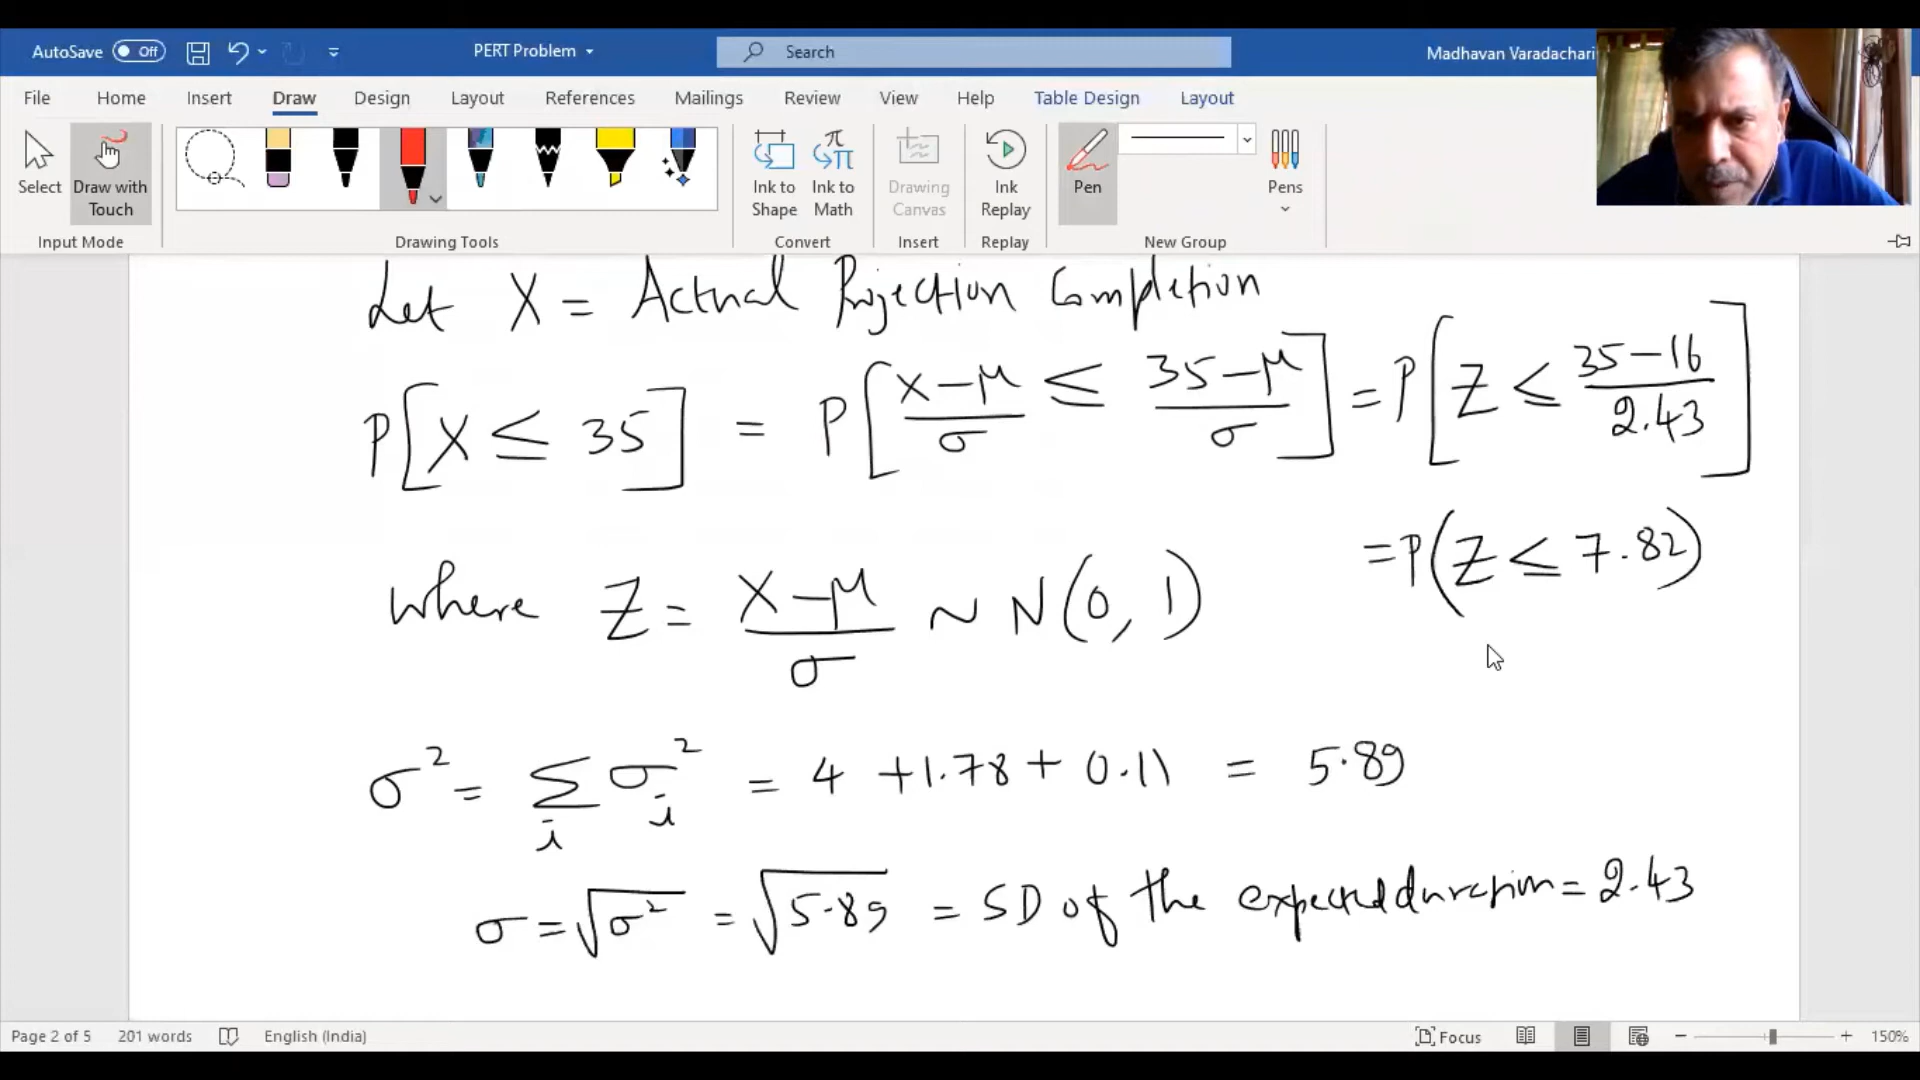 AutoSave Off PERT Problem Search Madhavan Varadachari
File Home Insert Draw Design Layout References Mailings Review View Help Table Design Layout
Select Draw with Touch Ink to Shape Ink to Math Drawing Canvas Ink Replay Pen Pens
Input Mode Drawing Tools Convert Insert Replay New Group
Let X = Actual Projection Completion
P[X ≤ 35] = P[(X-μ)/σ ≤ (35-μ)/σ] = P[Z ≤ (35-16)/2.43]
= P(Z ≤ 7.82)
where Z = (X-μ)/σ ~ N(0, 1)
σ² = Σ_i σ_i² = 4 + 1.78 + 0.11 = 5.89
σ = √σ² = √5.89 = SD of the expected duration = 2.43
Page 2 of 5 201 words English (India) Focus 150%